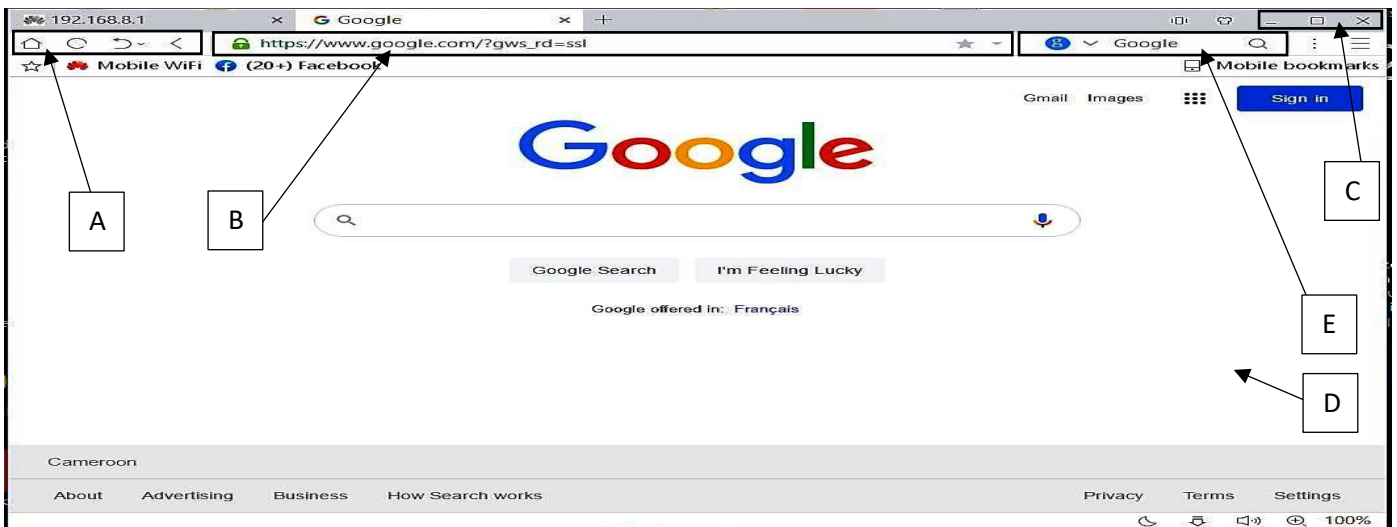 192.168.8.1 Google
https://www.google.com/?gws_rd=ssl Google
Mobile WiFi (20+) Facebook Mobile bookmarks
Gmail Images Sign in
Google
C
A B
Google Search I'm Feeling Lucky
Google offered in: Français
E
D
Cameroon
About Advertising Business How Search works Privacy Terms Settings
100%